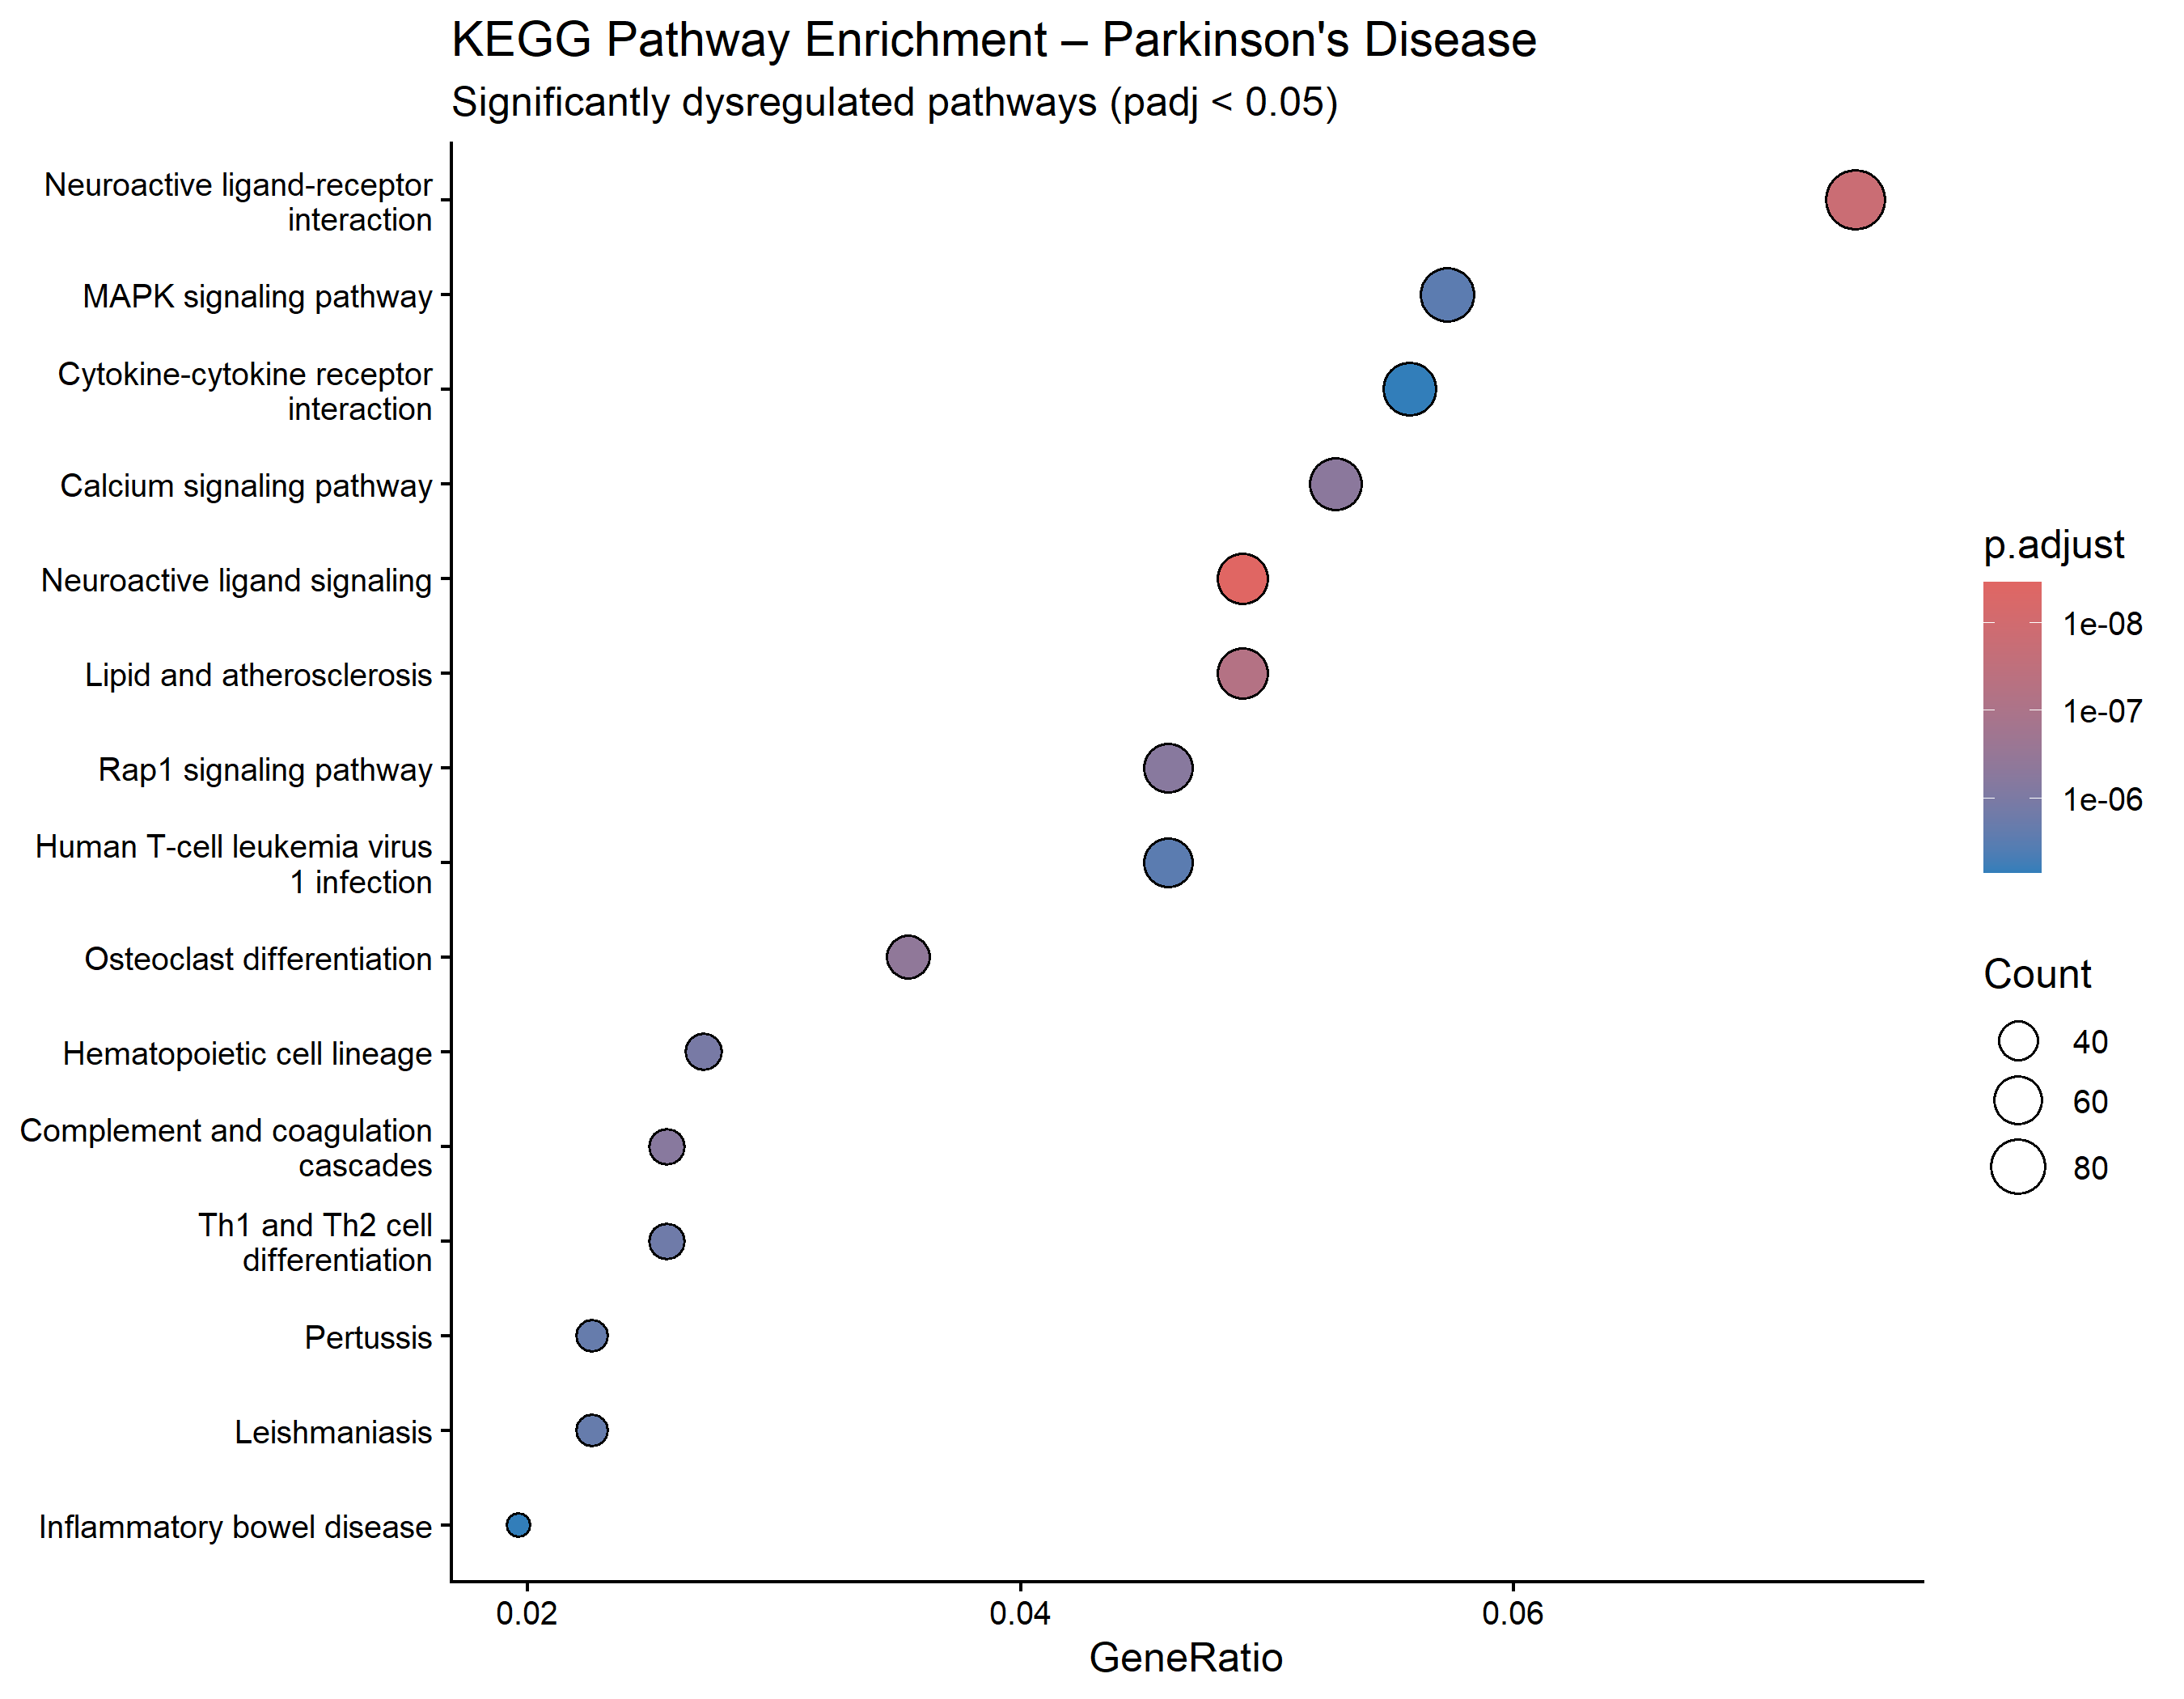 KEGG Pathway Enrichment – Parkinson's Disease
Significantly dysregulated pathways (padj < 0.05)
Neuroactive ligand-receptor
interaction
MAPK signaling pathway
Cytokine-cytokine receptor
interaction
Calcium signaling pathway
Neuroactive ligand signaling
Lipid and atherosclerosis
Rap1 signaling pathway
Human T-cell leukemia virus
1 infection
Osteoclast differentiation
Hematopoietic cell lineage
Complement and coagulation
cascades
Th1 and Th2 cell
differentiation
Pertussis
Leishmaniasis
Inflammatory bowel disease
0.02
0.04
0.06
GeneRatio
p.adjust
1e-08
1e-07
1e-06
Count
40
60
80